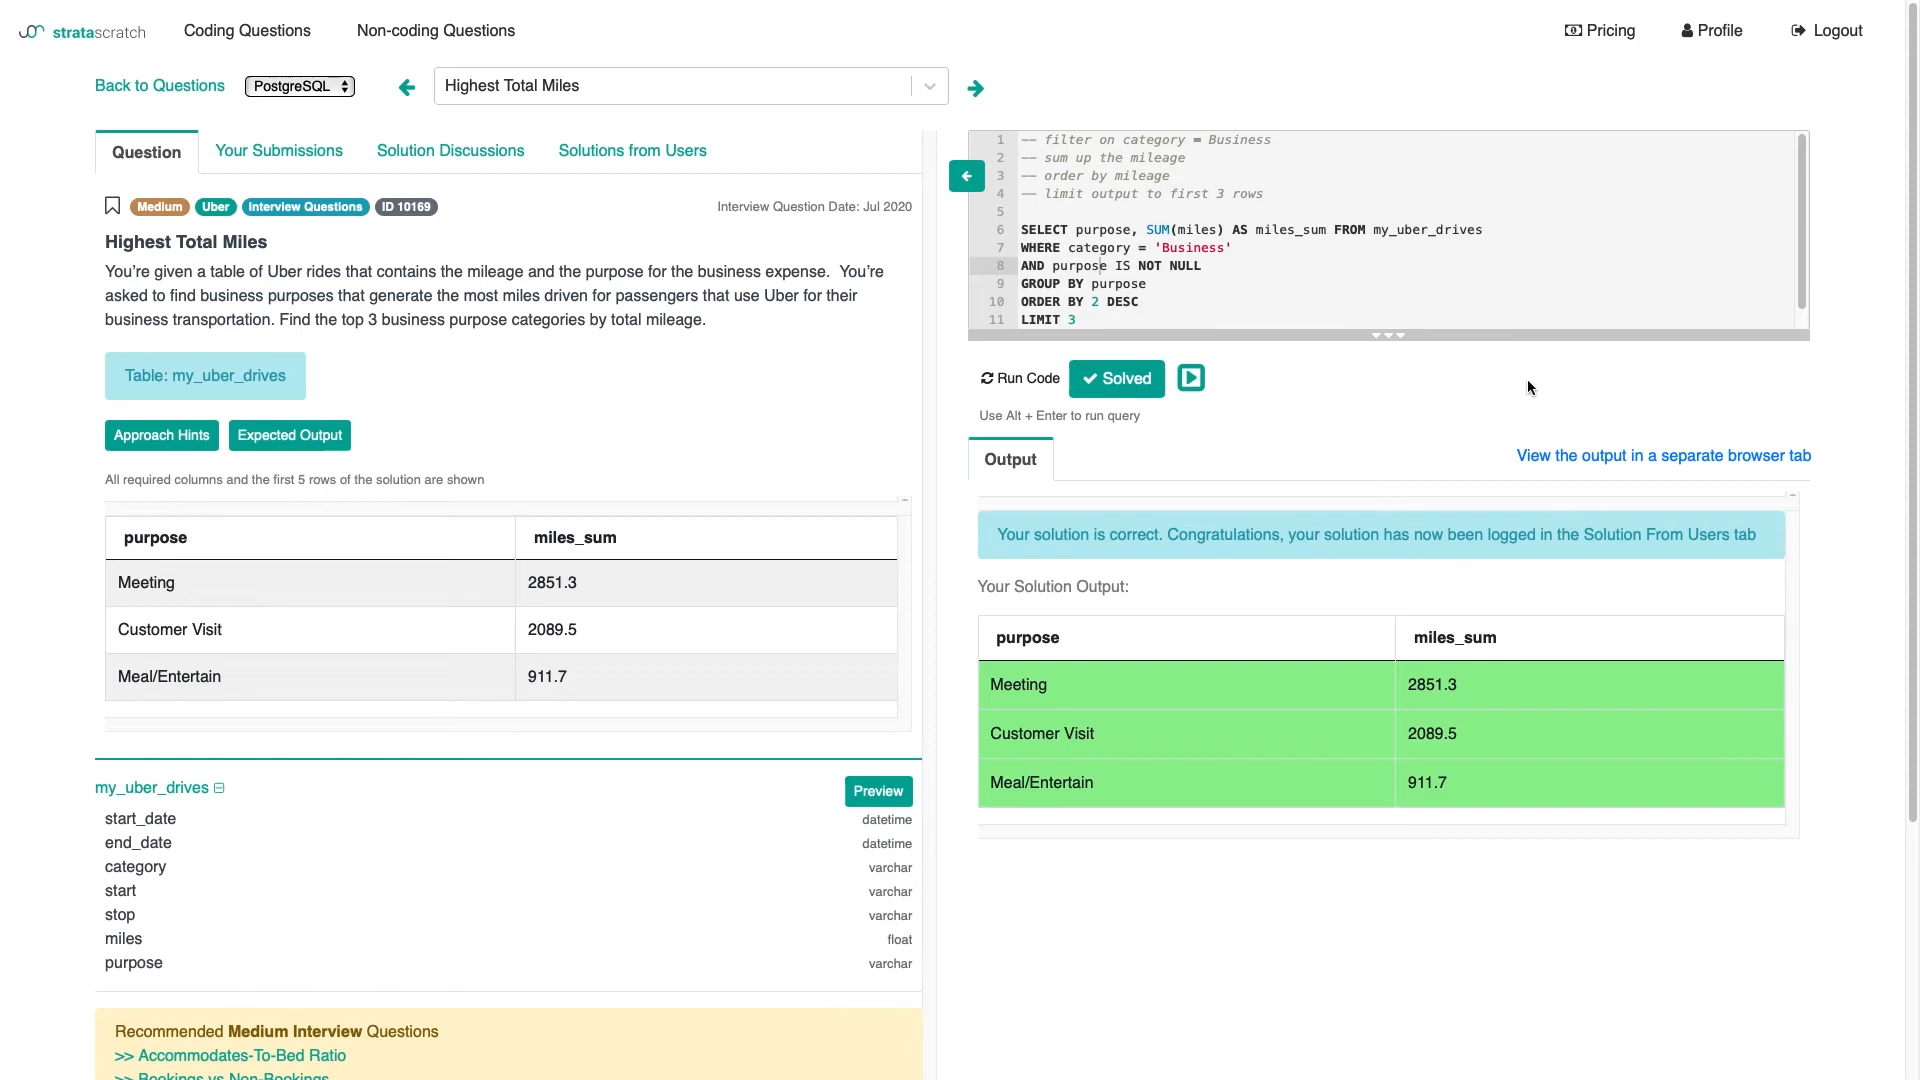 stratascratch
Coding Questions
Non-coding Questions
Pricing
Profile
Logout
Back to Questions
PostgreSQL
Highest Total Miles
Question
Your Submissions
Solution Discussions
Solutions from Users
Medium
Uber
Interview Questions
ID 10169
Interview Question Date: Jul 2020
Highest Total Miles
You’re given a table of Uber rides that contains the mileage and the purpose for the business expense.  You’re
asked to find business purposes that generate the most miles driven for passengers that use Uber for their
business transportation. Find the top 3 business purpose categories by total mileage.
Table: my_uber_drives
Approach Hints
Expected Output
All required columns and the first 5 rows of the solution are shown
purpose miles_sum
Meeting 2851.3
Customer Visit 2089.5
Meal/Entertain 911.7
my_uber_drives
Preview
start_date datetime
end_date datetime
category varchar
start varchar
stop varchar
miles float
purpose varchar
Recommended Medium Interview Questions
>> Accommodates-To-Bed Ratio
>> Bookings vs Non-Bookings
1 -- filter on category = Business
2 -- sum up the mileage
3 -- order by mileage
4 -- limit output to first 3 rows
5
6 SELECT purpose, SUM(miles) AS miles_sum FROM my_uber_drives
7 WHERE category = 'Business'
8 AND purpose IS NOT NULL
9 GROUP BY purpose
10 ORDER BY 2 DESC
11 LIMIT 3
Run Code
Solved
Use Alt + Enter to run query
Output
View the output in a separate browser tab
Your solution is correct. Congratulations, your solution has now been logged in the Solution From Users tab
Your Solution Output:
purpose miles_sum
Meeting 2851.3
Customer Visit 2089.5
Meal/Entertain 911.7